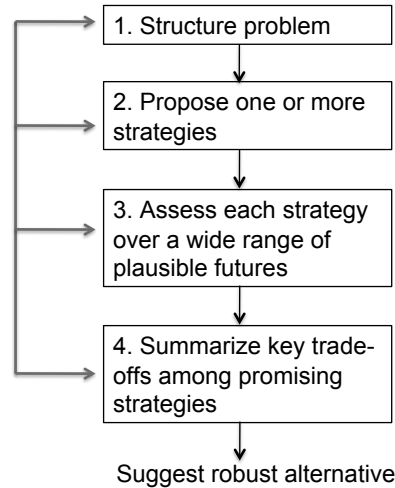 1. Structure problem
2. Propose one or more
strategies
3. Assess each strategy
over a wide range of
plausible futures
4. Summarize key trade-
offs among promising
strategies
Suggest robust alternative